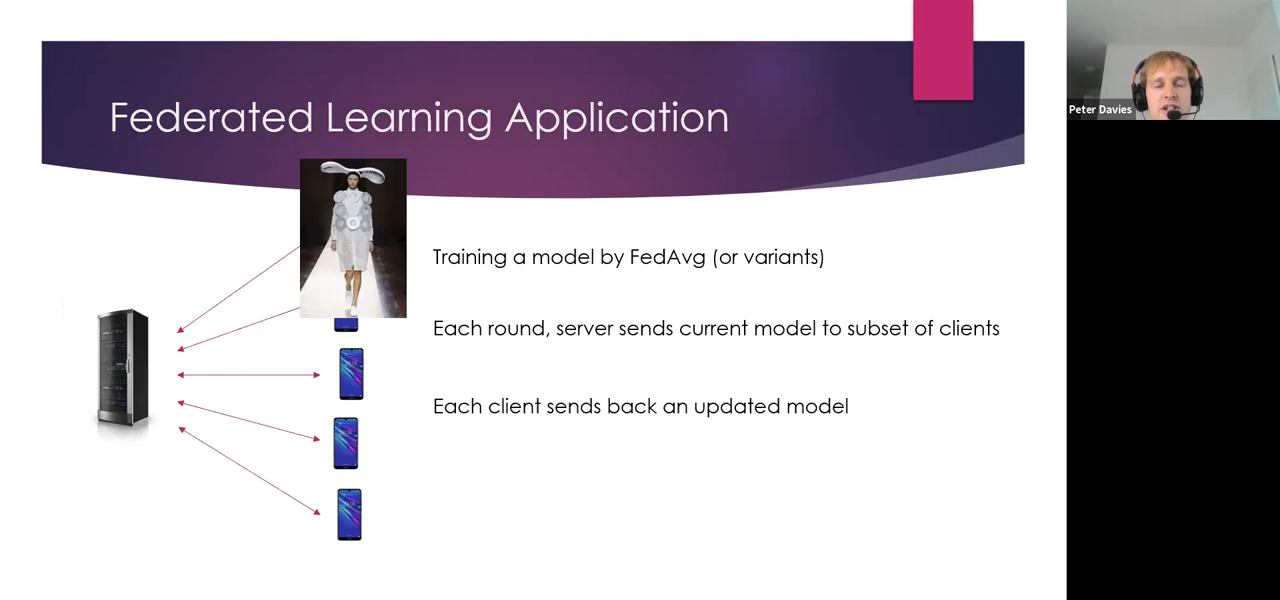 Federated Learning Application
Peter Davies
Training a model by FedAvg (or variants)
Each round, server sends current model to subset of clients
Each client sends back an updated model